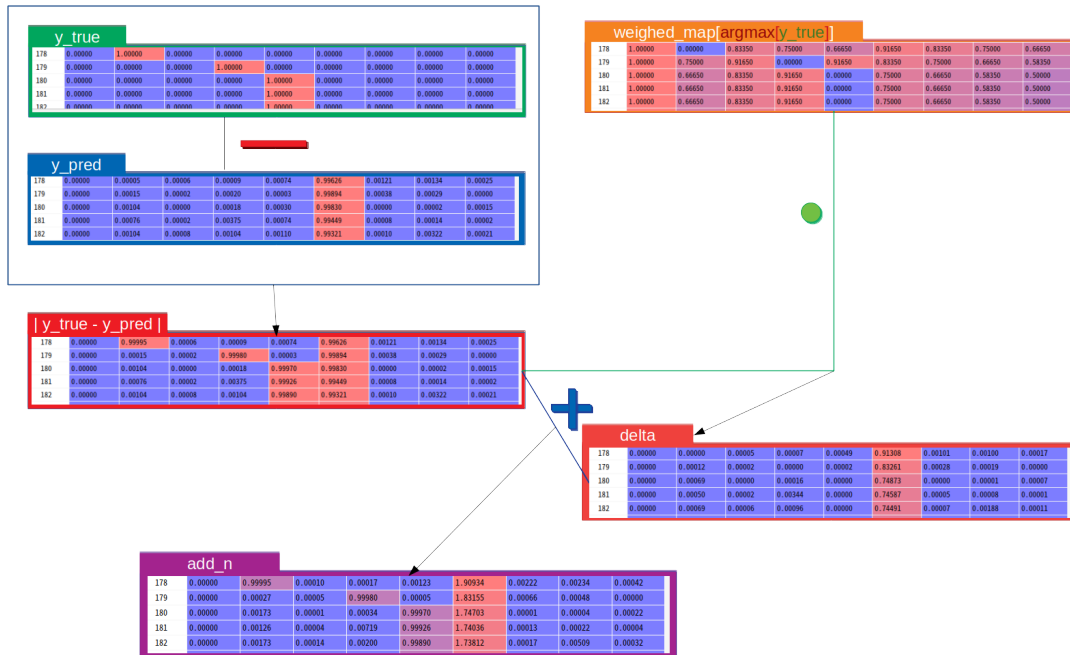 y_true
178 0.00000 1.00000 0.00000 0.00000 0.00000 0.00000 0.00000 0.00000 0.00000
179 0.00000 0.00000 0.00000 1.00000 0.00000 0.00000 0.00000 0.00000 0.00000
180 0.00000 0.00000 0.00000 0.00000 1.00000 0.00000 0.00000 0.00000 0.00000
181 0.00000 0.00000 0.00000 0.00000 1.00000 0.00000 0.00000 0.00000 0.00000
182 0.00000 0.00000 0.00000 0.00000 1.00000 0.00000 0.00000 0.00000 0.00000
weighed_map[argmax[y_true]]
178 1.00000 0.00000 0.83350 0.75000 0.66650 0.91650 0.83350 0.75000 0.66650
179 1.00000 0.75000 0.91650 0.00000 0.91650 0.83350 0.75000 0.66650 0.58350
180 1.00000 0.66650 0.83350 0.91650 0.00000 0.75000 0.66650 0.58350 0.50000
181 1.00000 0.66650 0.83350 0.91650 0.00000 0.75000 0.66650 0.58350 0.50000
182 1.00000 0.66650 0.83350 0.91650 0.00000 0.75000 0.66650 0.58350 0.50000
y_pred
178 0.00000 0.00005 0.00006 0.00009 0.00074 0.99626 0.00121 0.00134 0.00025
179 0.00000 0.00015 0.00002 0.00020 0.00003 0.99894 0.00038 0.00029 0.00000
180 0.00000 0.00104 0.00000 0.00018 0.00030 0.99830 0.00000 0.00002 0.00015
181 0.00000 0.00076 0.00002 0.00375 0.00074 0.99449 0.00008 0.00014 0.00002
182 0.00000 0.00104 0.00008 0.00104 0.00110 0.99321 0.00010 0.00322 0.00021
| y_true - y_pred |
178 0.00000 0.99995 0.00006 0.00009 0.00074 0.99626 0.00121 0.00134 0.00025
179 0.00000 0.00015 0.00002 0.99980 0.00003 0.99894 0.00038 0.00029 0.00000
180 0.00000 0.00104 0.00000 0.00018 0.99970 0.99830 0.00000 0.00002 0.00015
181 0.00000 0.00076 0.00002 0.00375 0.99926 0.99449 0.00008 0.00014 0.00002
182 0.00000 0.00104 0.00008 0.00104 0.99890 0.99321 0.00010 0.00322 0.00021
delta
178 0.00000 0.00000 0.00005 0.00007 0.00049 0.91308 0.00101 0.00100 0.00017
179 0.00000 0.00012 0.00002 0.00000 0.00002 0.83261 0.00028 0.00019 0.00000
180 0.00000 0.00069 0.00000 0.00016 0.00000 0.74873 0.00000 0.00001 0.00007
181 0.00000 0.00050 0.00002 0.00344 0.00000 0.74587 0.00005 0.00008 0.00001
182 0.00000 0.00069 0.00006 0.00096 0.00000 0.74491 0.00007 0.00188 0.00011
add_n
178 0.00000 0.99995 0.00010 0.00017 0.00123 1.90934 0.00222 0.00234 0.00042
179 0.00000 0.00027 0.00005 0.99980 0.00005 1.83155 0.00066 0.00048 0.00000
180 0.00000 0.00173 0.00001 0.00034 0.99970 1.74703 0.00001 0.00004 0.00022
181 0.00000 0.00126 0.00004 0.00719 0.99926 1.74036 0.00013 0.00022 0.00004
182 0.00000 0.00173 0.00014 0.00200 0.99890 1.73812 0.00017 0.00509 0.00032